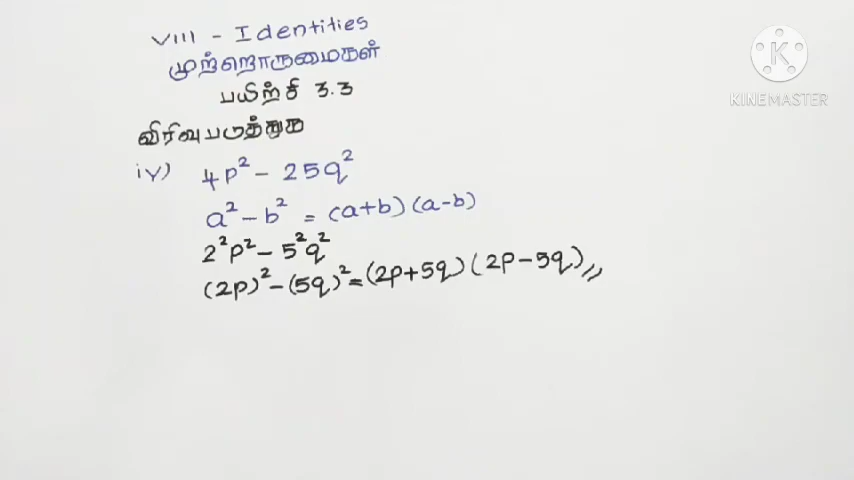 VIII - Identities
முற்றொருமைகள்
பயிற்சி 3.3
விரிவுபடுத்துக
iv) 4p² - 25q²
a² - b² = (a+b) (a-b)
2²p² - 5²q²
(2p)² - (5q)² = (2p+5q) (2p-5q)//
KINEMASTER